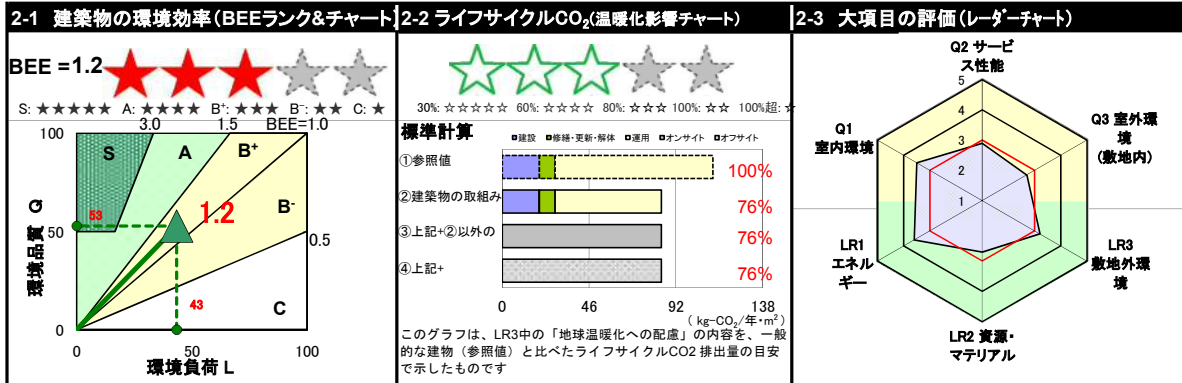 2-1 建築物の環境効率(BEEランク&チャート)
BEE =1.2
S: ★★★★★ A: ★★★★ B+: ★★★ B-: ★★ C: ★
3.0 1.5 BEE=1.0
100
S
A
B+
B-
C
0.5
1.2
53
43
50
0
環境品質 Q
0 50 100
環境負荷 L
2-2 ライフサイクルCO2(温暖化影響チャート)
30%: ☆☆☆☆☆ 60%: ☆☆☆☆ 80%: ☆☆☆ 100%: ☆☆ 100%超: ☆
標準計算
建設 修繕・更新・解体 運用 オンサイト オフサイト
①参照値 100%
②建築物の取組み 76%
③上記+②以外の 76%
④上記+ 76%
0 46 92 138
( kg-CO2/年・m2)
このグラフは、LR3中の「地球温暖化への配慮」の内容を、一般
的な建物（参照値）と比べたライフサイクルCO2 排出量の目安
で示したものです
2-3 大項目の評価(レーダーチャート)
Q2 サービ
ス性能
Q3 室外環
境
(敷地内)
LR3
敷地外環
境
LR2 資源・
マテリアル
LR1
エネル
ギー
Q1
室内環境
5
4
3
2
1